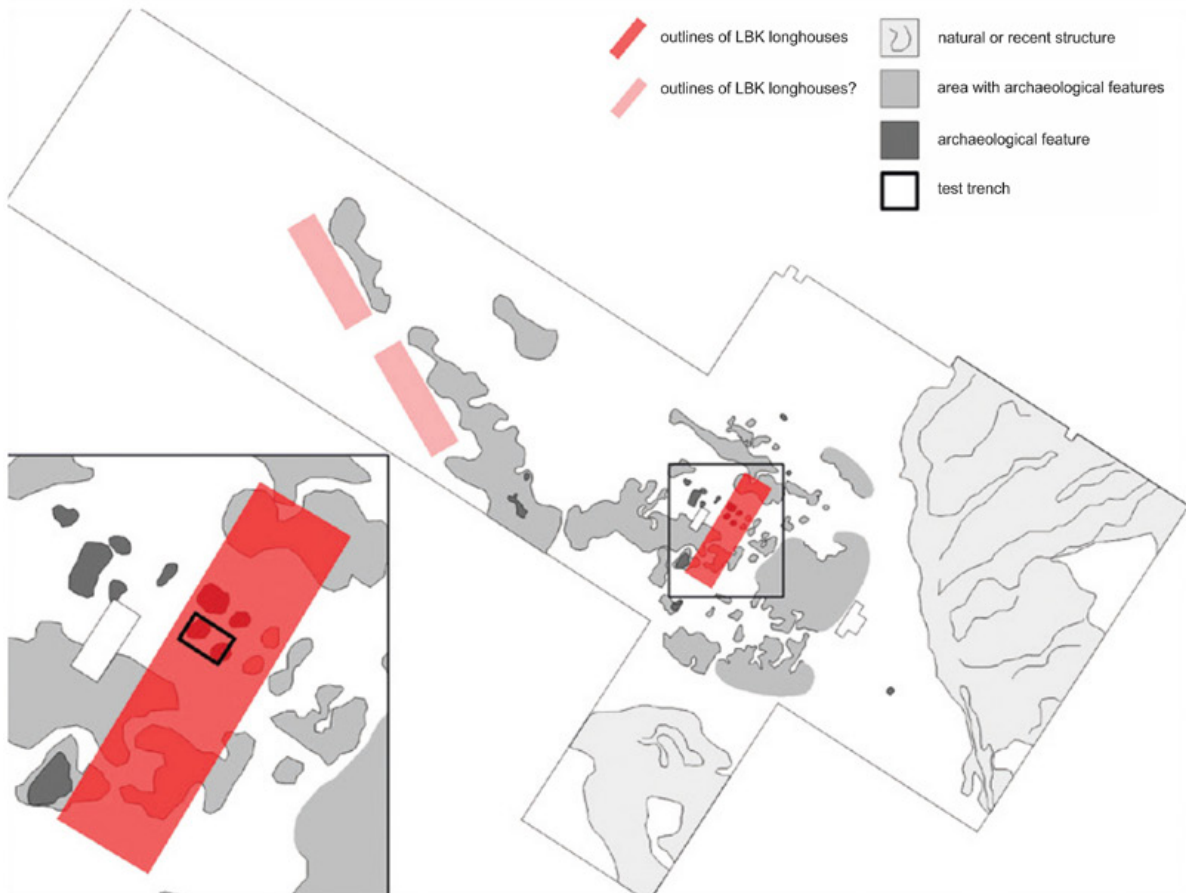 outlines of LBK longhouses
outlines of LBK longhouses?
natural or recent structure
area with archaeological features
archaeological feature
test trench